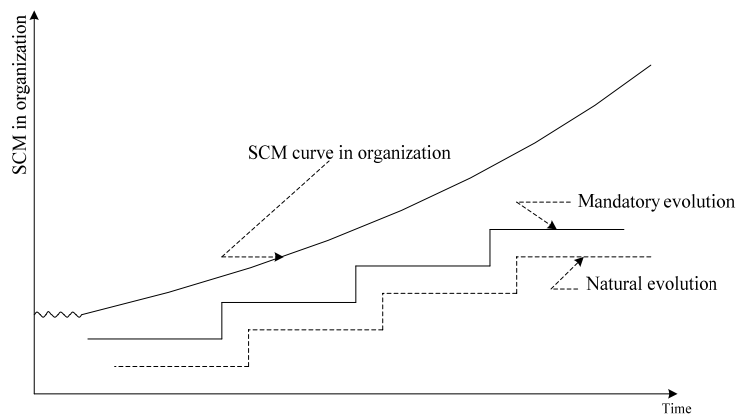 SCM in organization
SCM curve in organization
Mandatory evolution
Natural evolution
Time